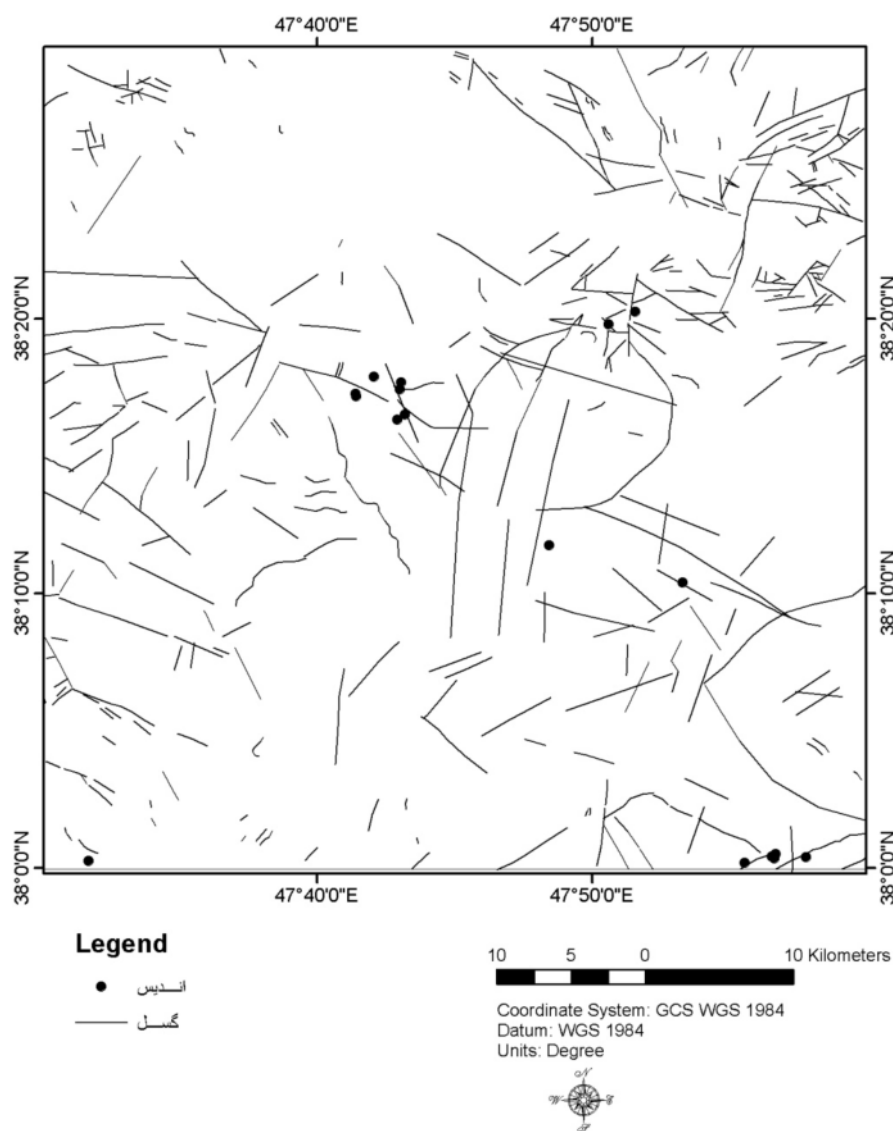 47°40'0"E 47°50'0"E
38°20'0"N 38°20'0"N
38°10'0"N 38°10'0"N
38°0'0"N 38°0'0"N
47°40'0"E 47°50'0"E
Legend
اندیس
گسل
10 5 0 10 Kilometers
Coordinate System: GCS WGS 1984
Datum: WGS 1984
Units: Degree
N
W E
S